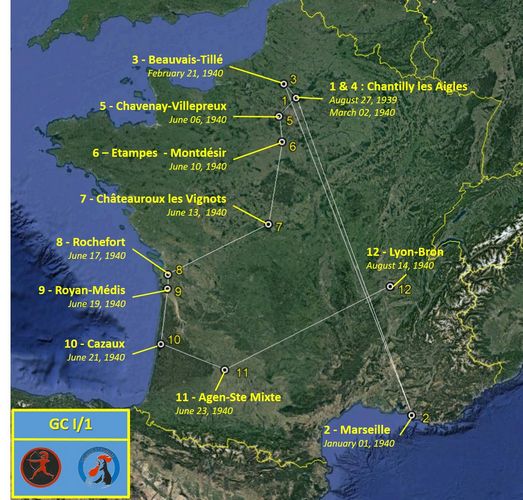 3 - Beauvais-Tillé
February 21, 1940
3
1 & 4 : Chantilly les Aigles
August 27, 1939
March 02, 1940
1
5 - Chavenay-Villepreux
June 06, 1940
5
6 – Etampes - Montdésir
June 10, 1940
6
7 - Châteauroux les Vignots
June 13, 1940
7
8 - Rochefort
June 17, 1940
8
12 - Lyon-Bron
August 14, 1940
12
9 - Royan-Médis
June 19, 1940
9
10 - Cazaux
June 21, 1940
10
11
11 - Agen-Ste Mixte
June 23, 1940
2 - Marseille
January 01, 1940
2
GC I/1